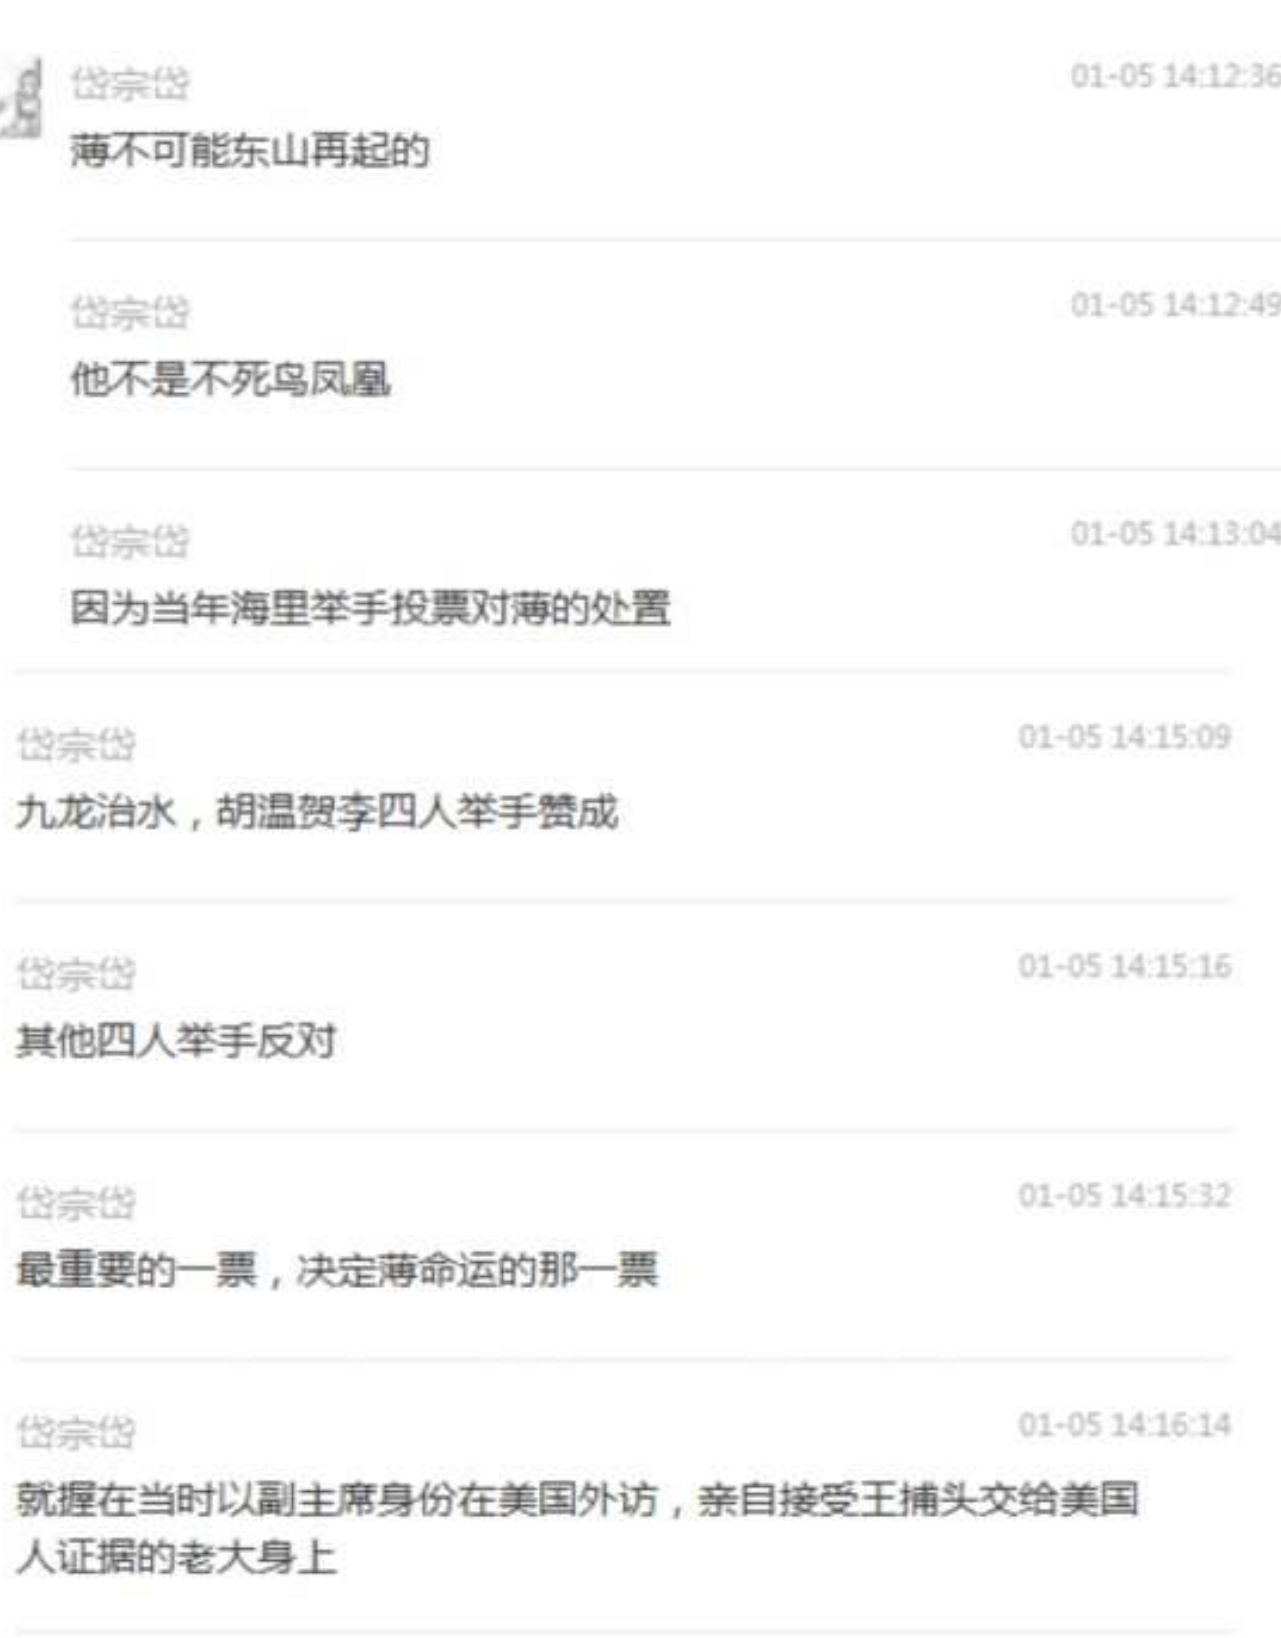 岱宗岱
01-05 14:12:36
薄不可能东山再起的
岱宗岱
01-05 14:12:49
他不是不死鸟凤凰
岱宗岱
01-05 14:13:04
因为当年海里举手投票对薄的处置
岱宗岱
01-05 14:15:09
九龙治水，胡温贺李四人举手赞成
岱宗岱
01-05 14:15:16
其他四人举手反对
岱宗岱
01-05 14:15:32
最重要的一票，决定薄命运的那一票
岱宗岱
01-05 14:16:14
就握在当时以副主席身份在美国外访，亲自接受王捕头交给美国
人证据的老大身上